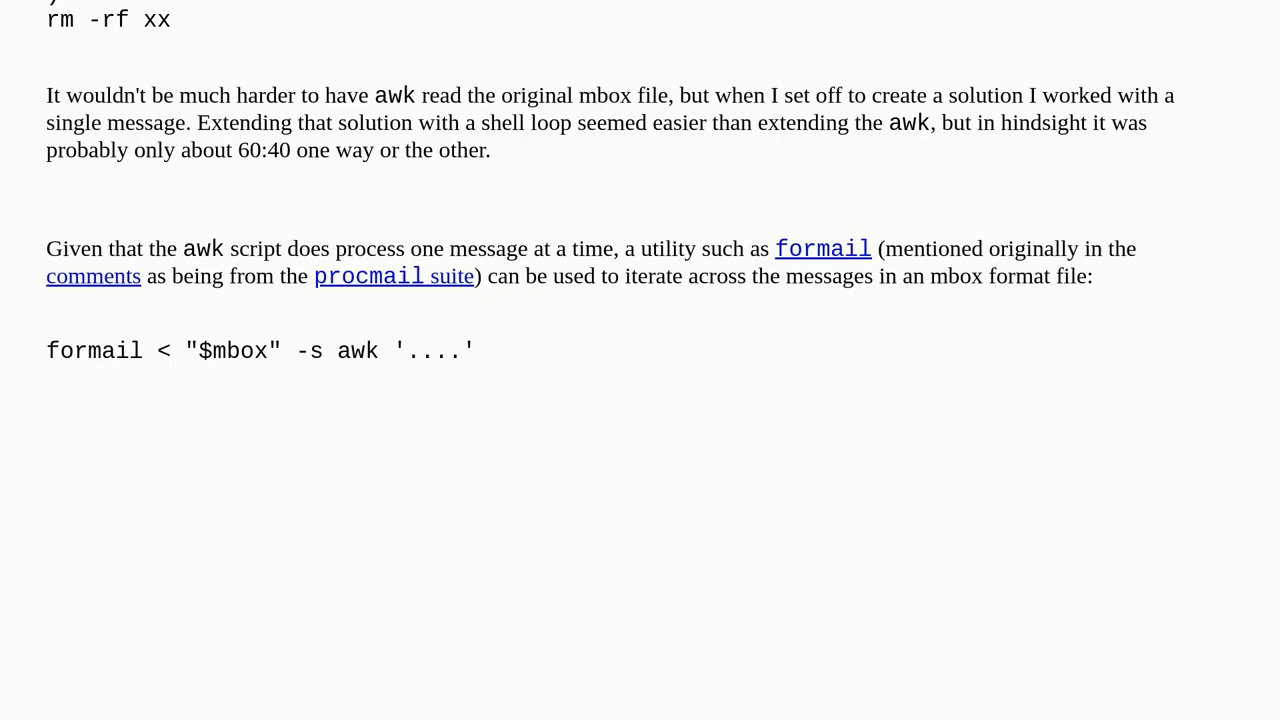 rm -rf xx
It wouldn't be much harder to have awk read the original mbox file, but when I set off to create a solution I worked with a
single message. Extending that solution with a shell loop seemed easier than extending the awk, but in hindsight it was
probably only about 60:40 one way or the other.
Given that the awk script does process one message at a time, a utility such as formail (mentioned originally in the
comments as being from the procmail suite) can be used to iterate across the messages in an mbox format file:
formail < "$mbox" -s awk '....'